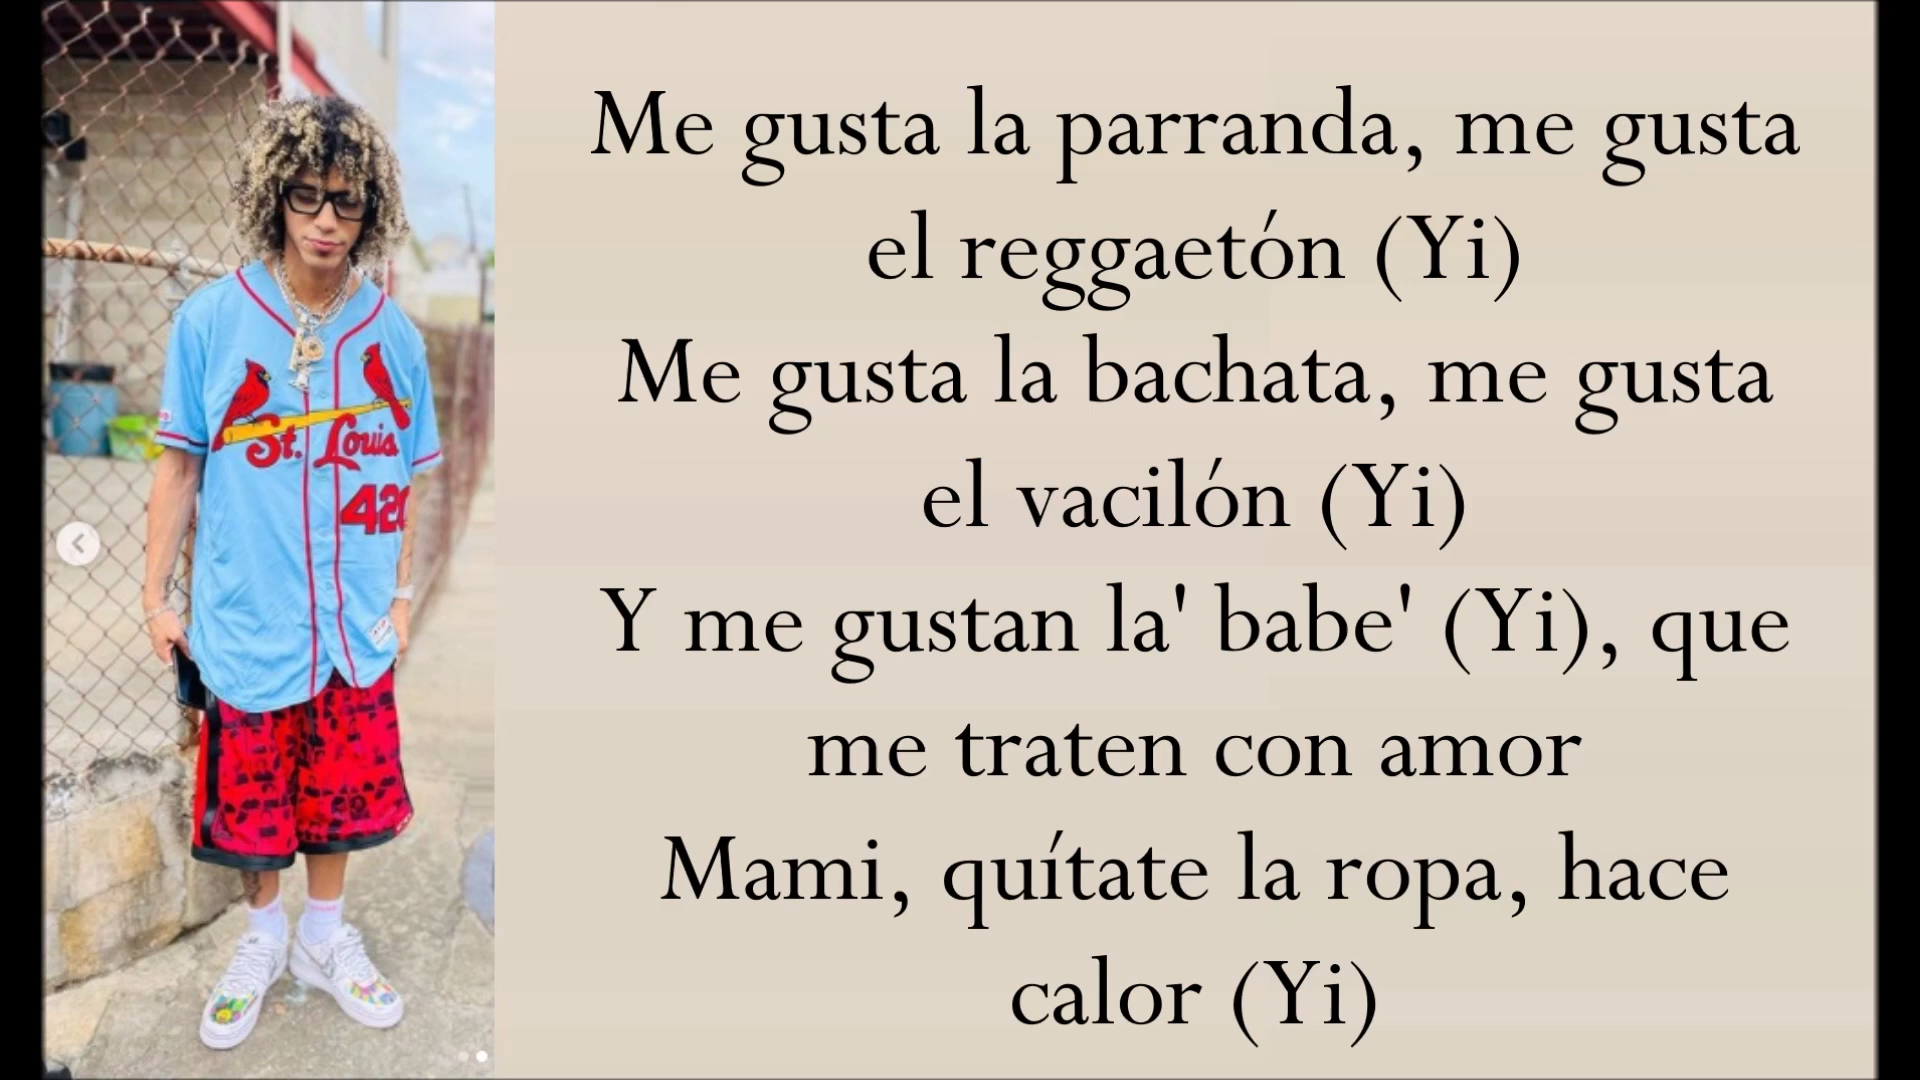 St. Louis
420
Me gusta la parranda, me gusta
el reggaetón (Yi)
Me gusta la bachata, me gusta
el vacilón (Yi)
Y me gustan la' babe' (Yi), que
me traten con amor
Mami, quítate la ropa, hace
calor (Yi)